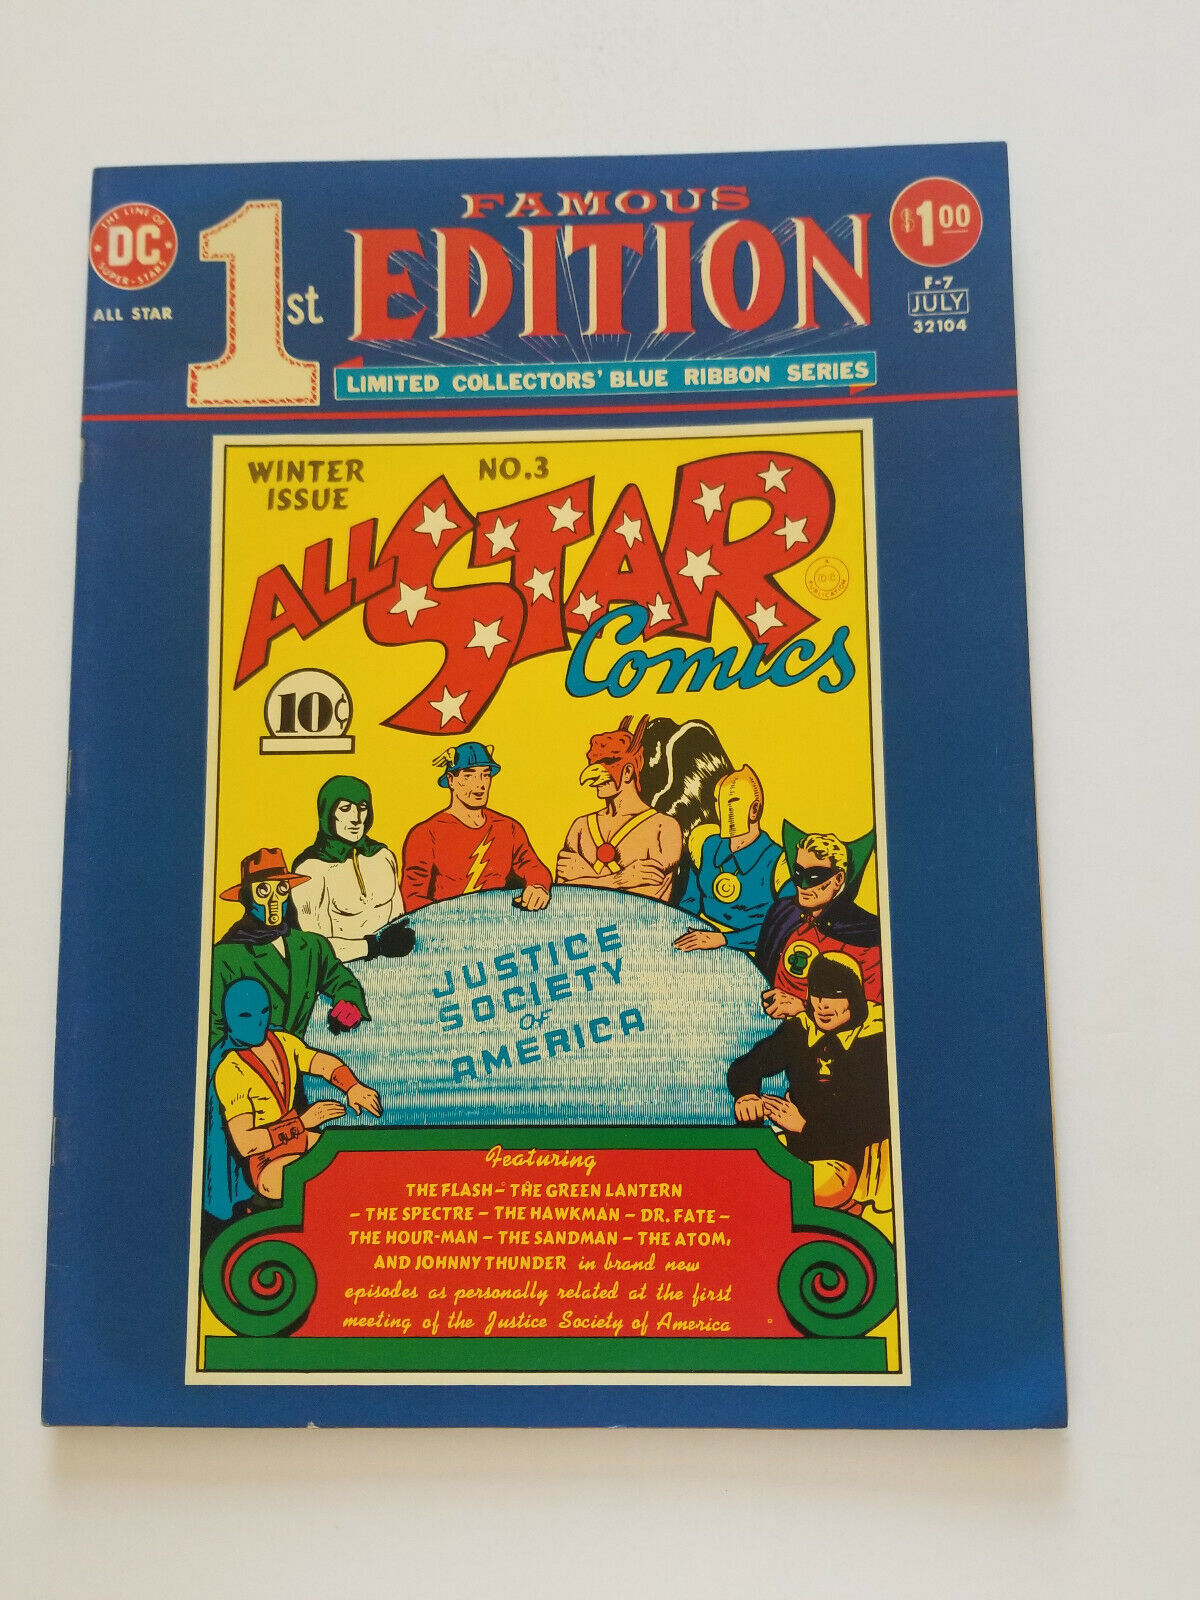 THE LINE OF
DC
SUPER-STARS
ALL STAR
1st
FAMOUS
EDITION
LIMITED COLLECTORS' BLUE RIBBON SERIES
$1.00
F-7
JULY
32104
WINTER
ISSUE
NO.3
ALL STAR
Comics
A
DC
PUBLICATION
10¢
JUSTICE
SOCIETY
OF
AMERICA
Featuring
THE FLASH - THE GREEN LANTERN
- THE SPECTRE - THE HAWKMAN - DR. FATE -
THE HOUR-MAN - THE SANDMAN - THE ATOM,
AND JOHNNY THUNDER in brand new
episodes as personally related at the first
meeting of the Justice Society of America